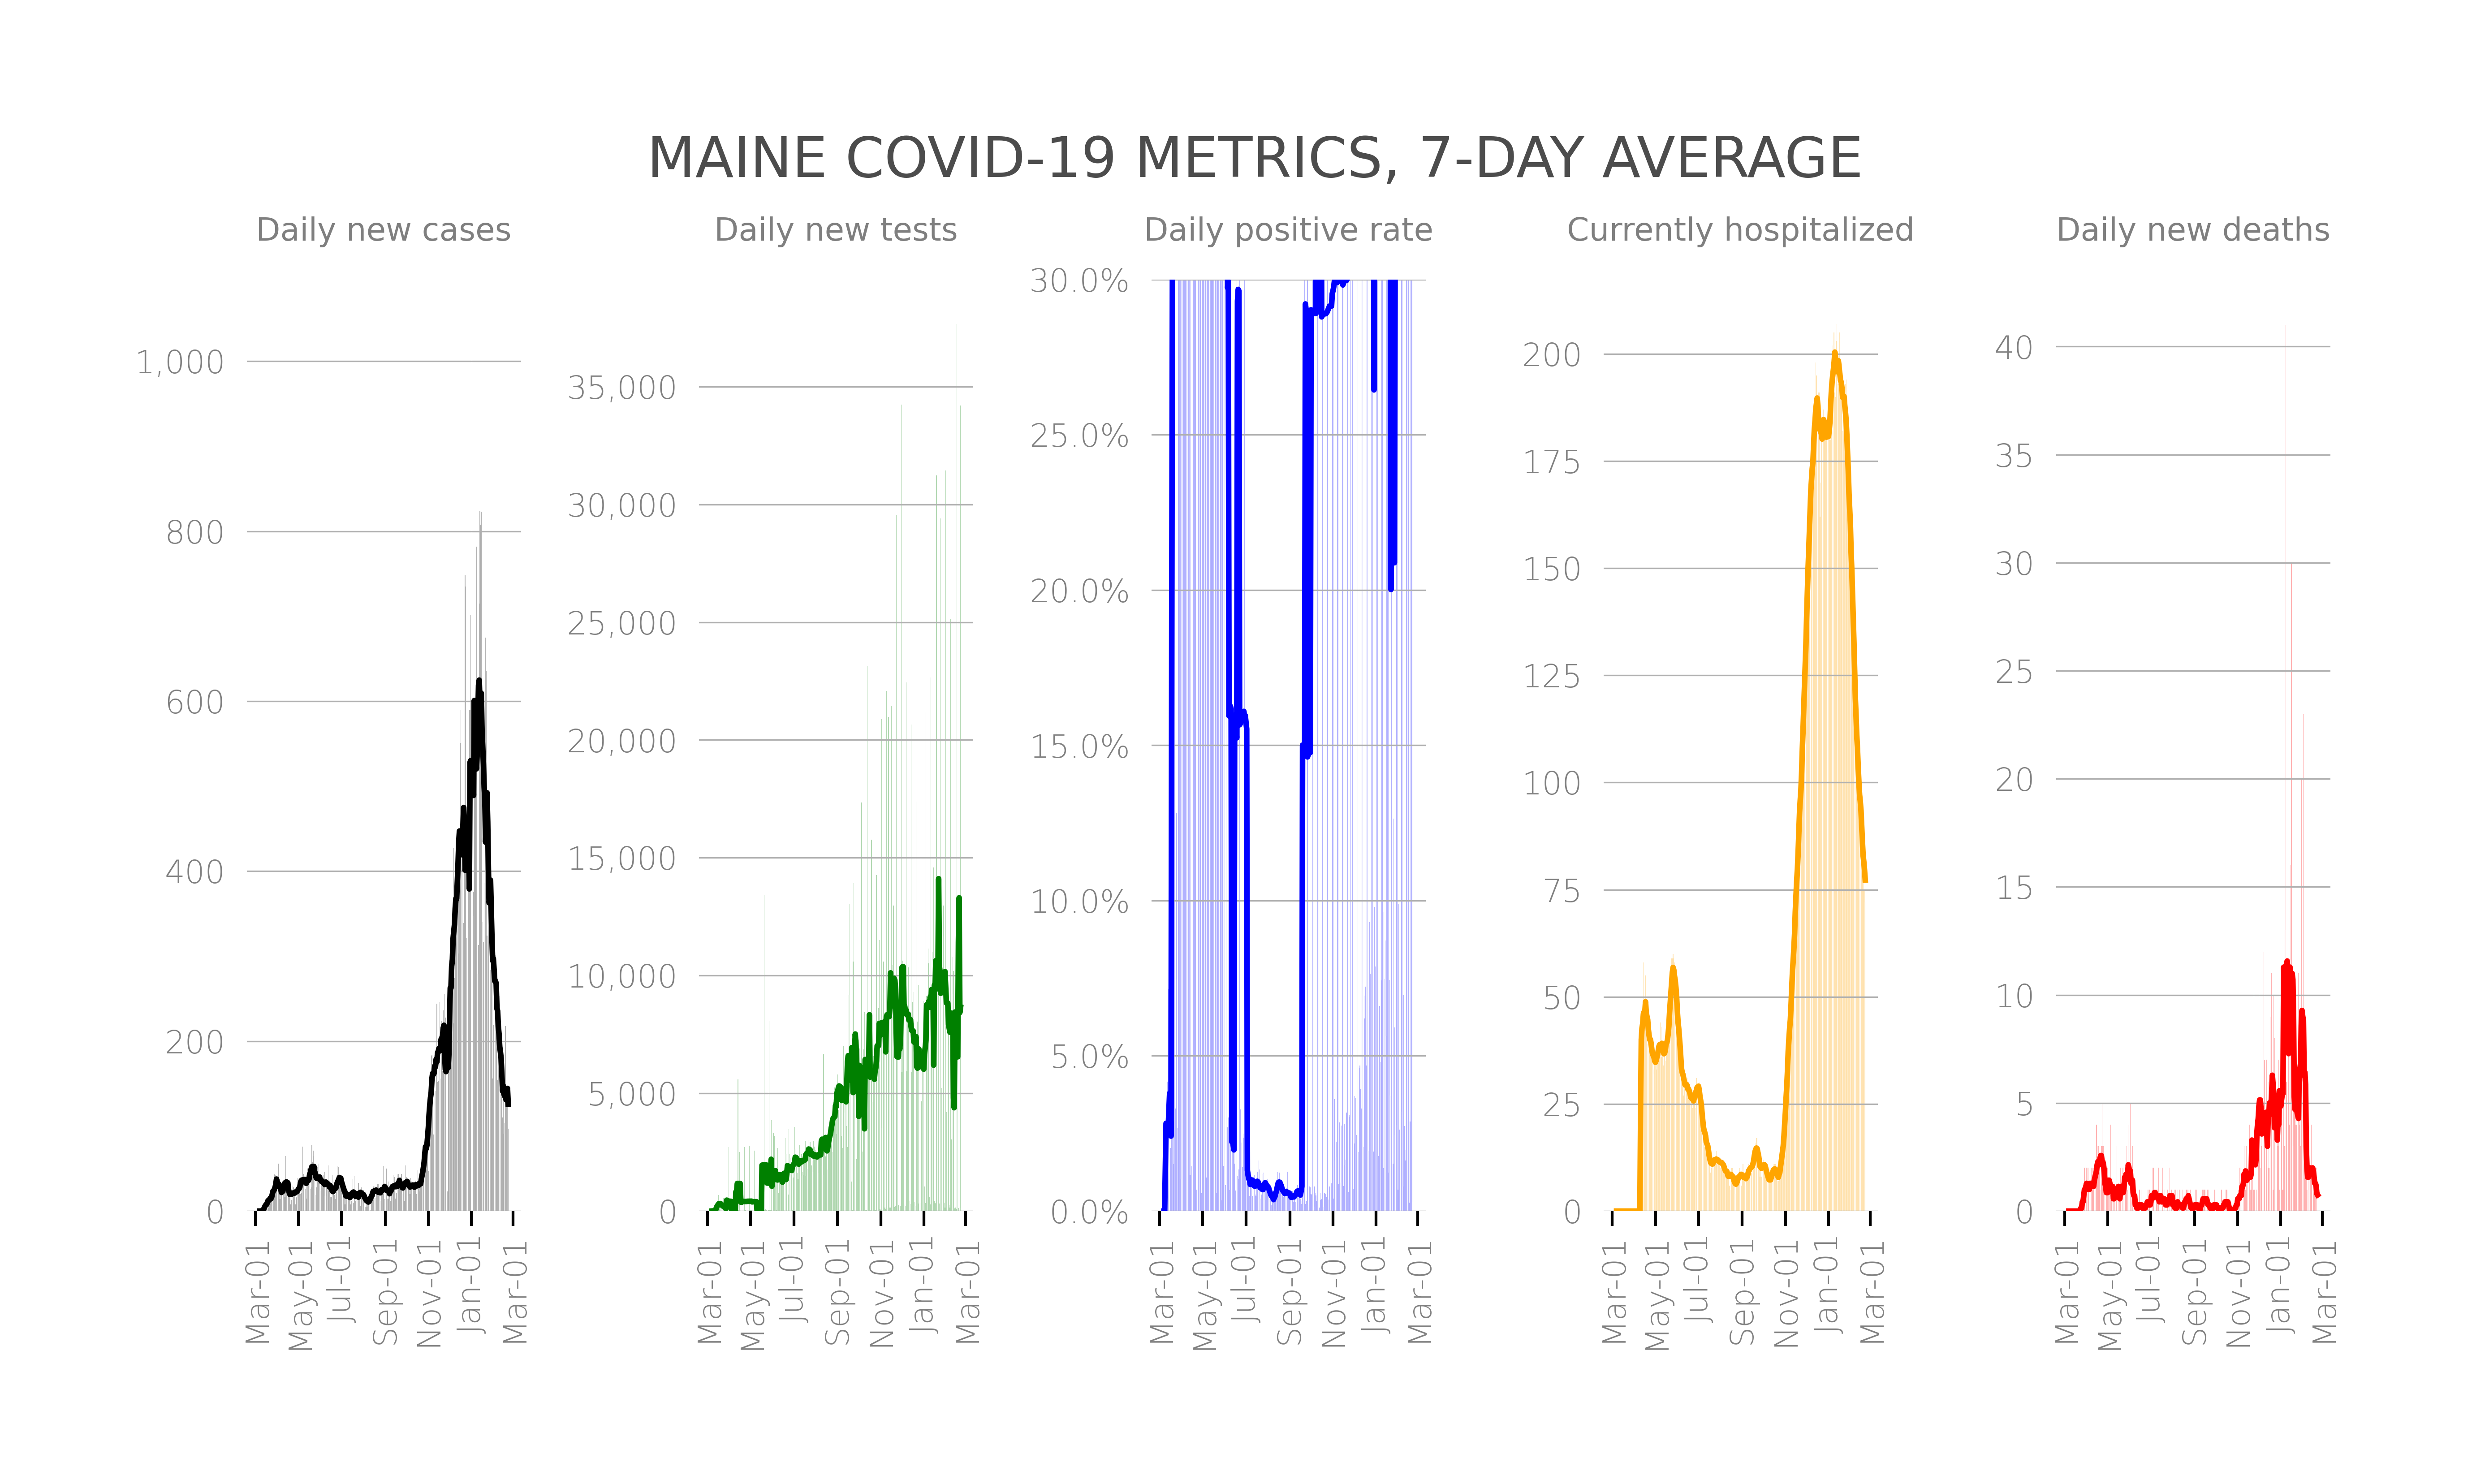 MAINE COVID-19 METRICS, 7-DAY AVERAGE
Daily new cases
1,000
800
600
400
200
0
Mar-01
May-01
Jul-01
Sep-01
Nov-01
Jan-01
Mar-01
Daily new tests
35,000
30,000
25,000
20,000
15,000
10,000
5,000
0
Mar-01
May-01
Jul-01
Sep-01
Nov-01
Jan-01
Mar-01
Daily positive rate
30.0%
25.0%
20.0%
15.0%
10.0%
5.0%
0.0%
Mar-01
May-01
Jul-01
Sep-01
Nov-01
Jan-01
Mar-01
Currently hospitalized
200
175
150
125
100
75
50
25
0
Mar-01
May-01
Jul-01
Sep-01
Nov-01
Jan-01
Mar-01
Daily new deaths
40
35
30
25
20
15
10
5
0
Mar-01
May-01
Jul-01
Sep-01
Nov-01
Jan-01
Mar-01